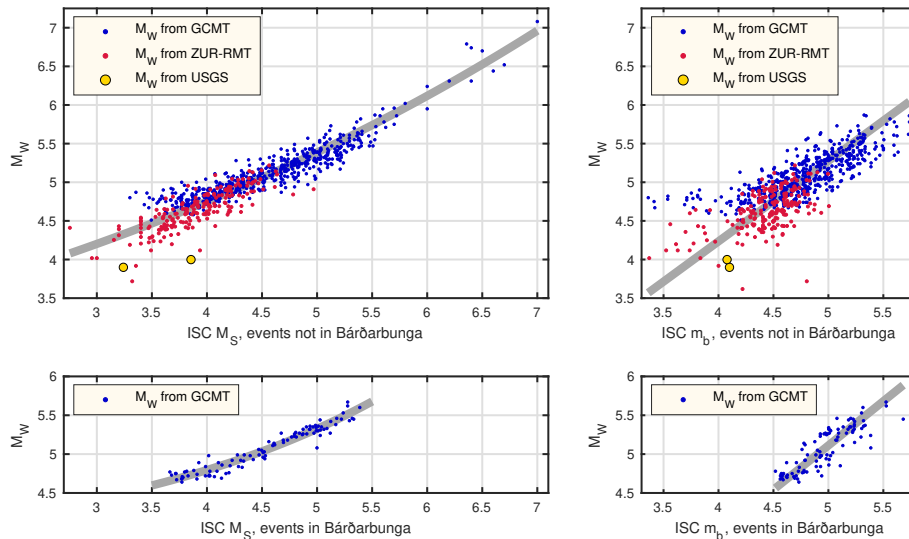 M_W from GCMT
M_W from ZUR-RMT
M_W from USGS
7
6.5
6
5.5
5
4.5
4
3.5
M_W
3 3.5 4 4.5 5 5.5 6 6.5 7
ISC M_S, events not in Bárðarbunga
M_W from GCMT
M_W from ZUR-RMT
M_W from USGS
7
6.5
6
5.5
5
4.5
4
3.5
M_W
3.5 4 4.5 5 5.5
ISC m_b, events not in Bárðarbunga
M_W from GCMT
6
5.5
5
4.5
M_W
3 3.5 4 4.5 5 5.5 6 6.5 7
ISC M_S, events in Bárðarbunga
M_W from GCMT
6
5.5
5
4.5
M_W
3.5 4 4.5 5 5.5
ISC m_b, events in Bárðarbunga